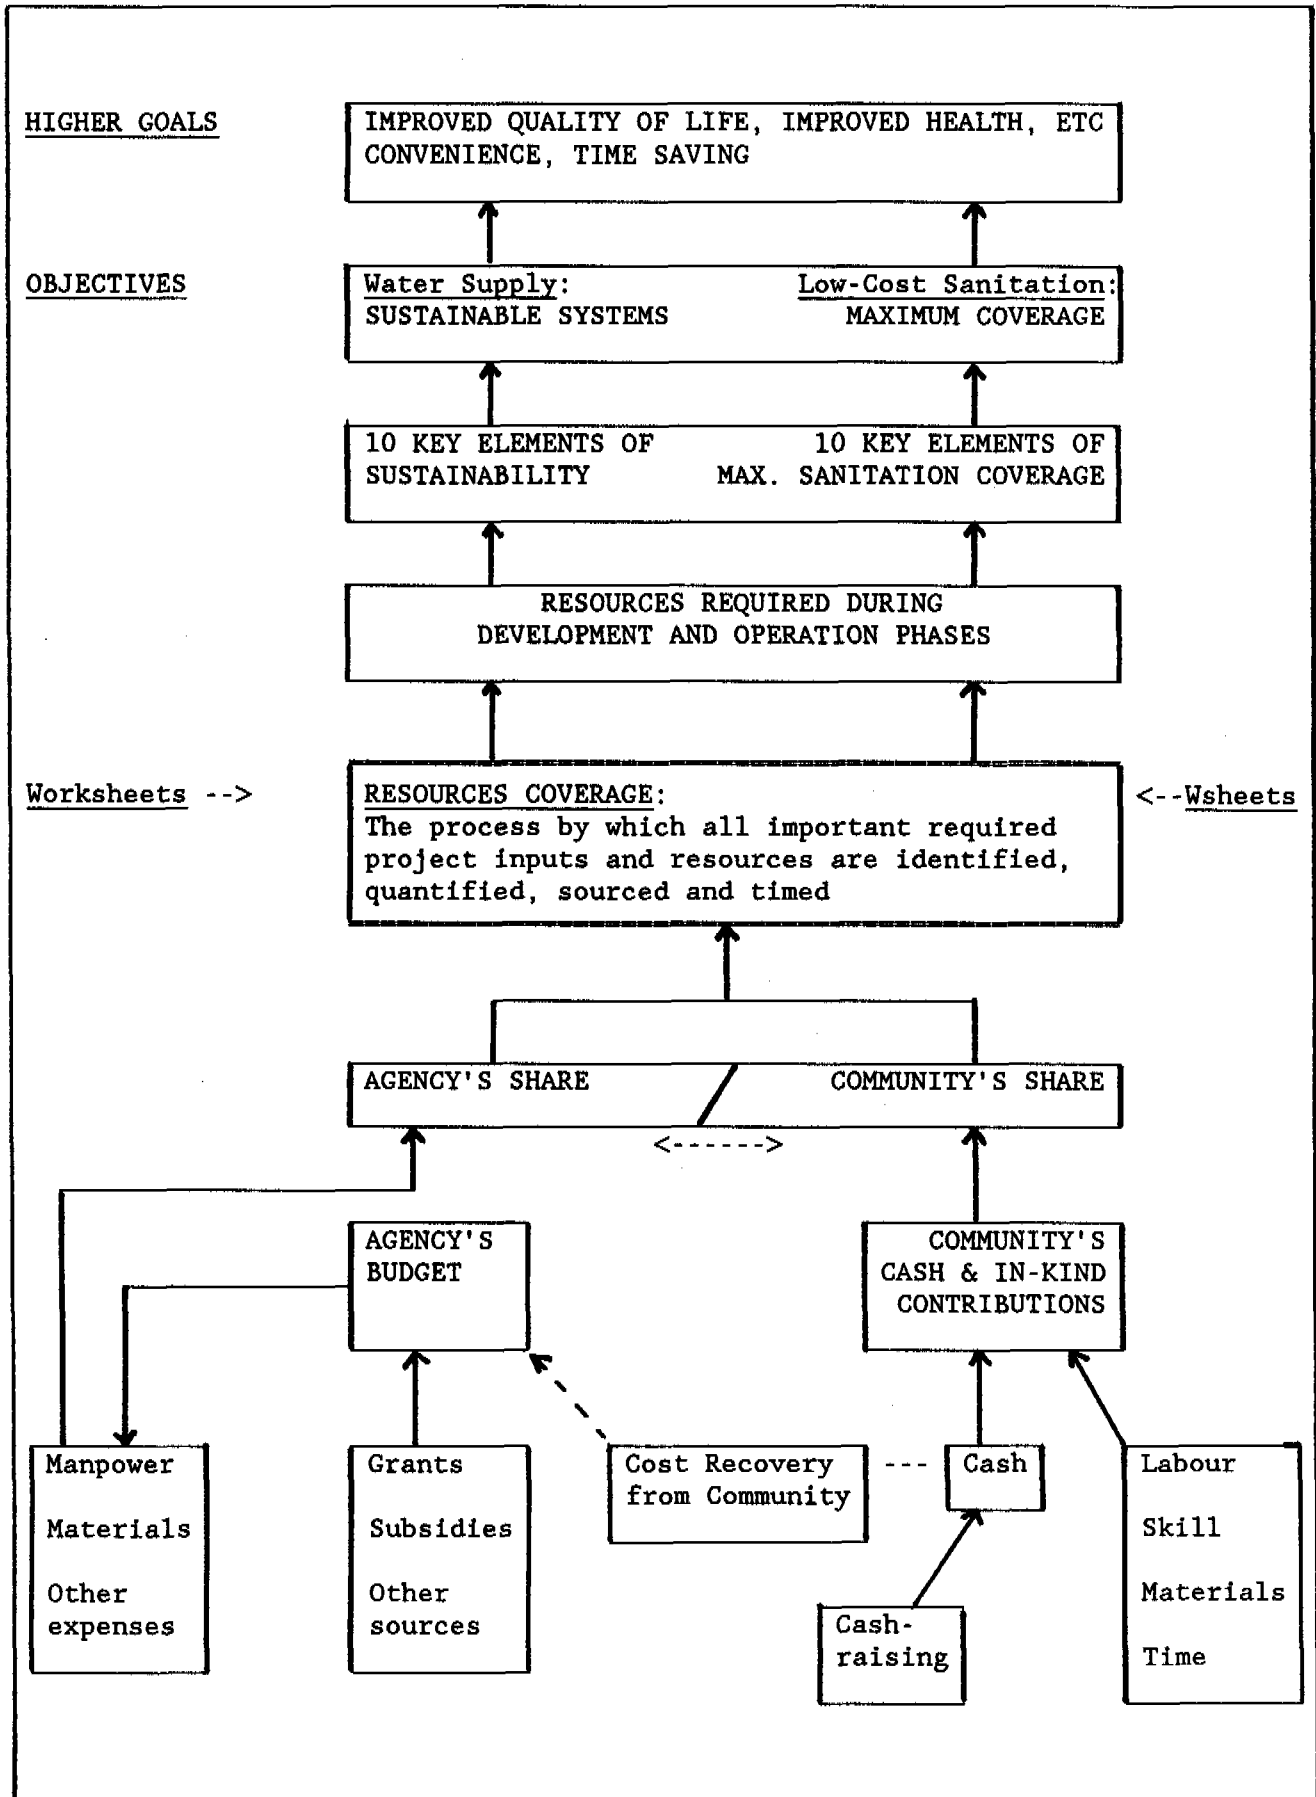 HIGHER GOALS
IMPROVED QUALITY OF LIFE, IMPROVED HEALTH, ETC
CONVENIENCE, TIME SAVING
OBJECTIVES
Water Supply: Low-Cost Sanitation:
SUSTAINABLE SYSTEMS MAXIMUM COVERAGE
10 KEY ELEMENTS OF 10 KEY ELEMENTS OF
SUSTAINABILITY MAX. SANITATION COVERAGE
RESOURCES REQUIRED DURING
DEVELOPMENT AND OPERATION PHASES
Worksheets -->
RESOURCES COVERAGE:
The process by which all important required
project inputs and resources are identified,
quantified, sourced and timed
<--Wsheets
AGENCY'S SHARE / COMMUNITY'S SHARE
<------>
AGENCY'S
BUDGET
COMMUNITY'S
CASH & IN-KIND
CONTRIBUTIONS
Manpower
Materials
Other
expenses
Grants
Subsidies
Other
sources
Cost Recovery
from Community
--- Cash
Cash-
raising
Labour
Skill
Materials
Time